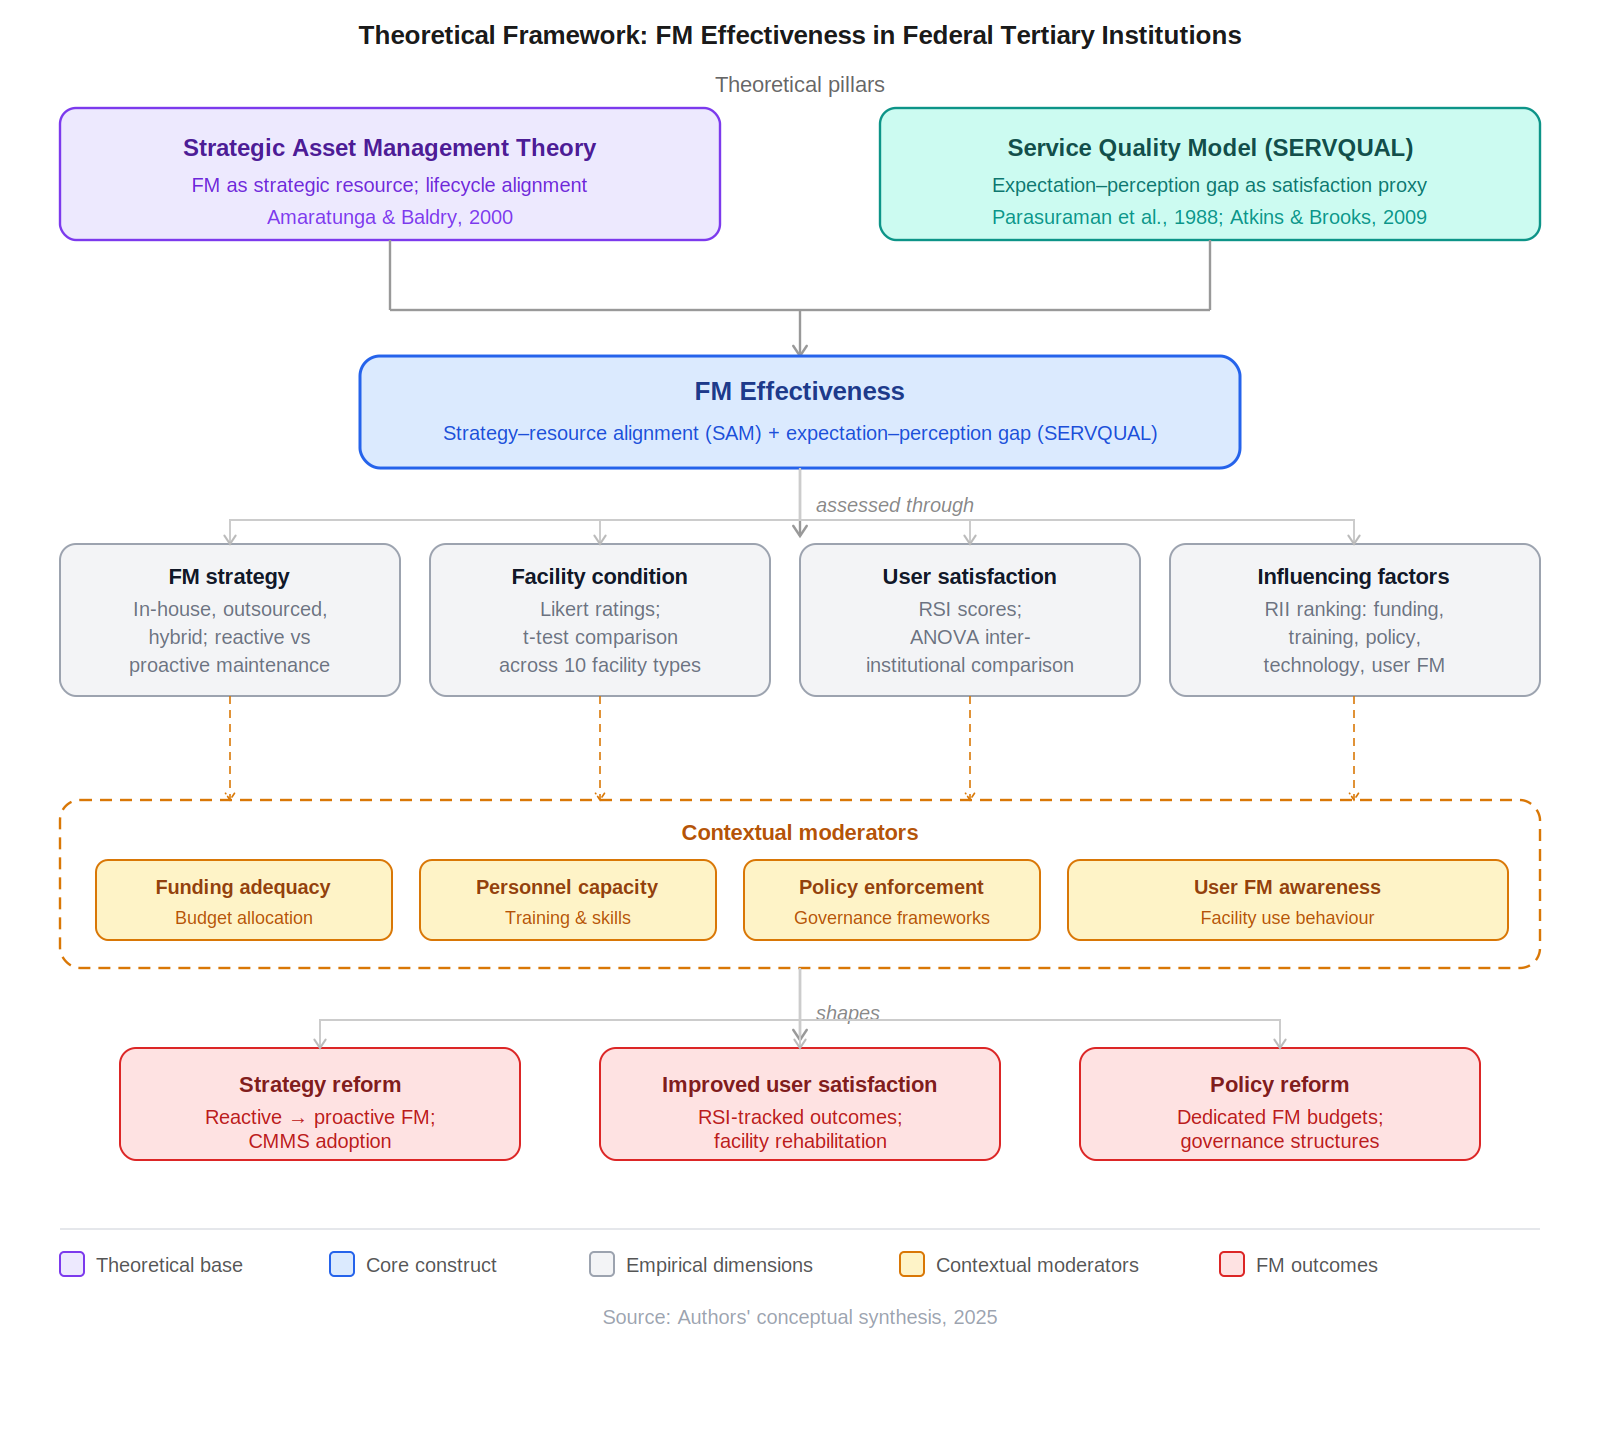 Theoretical Framework: FM Effectiveness in Federal Tertiary Institutions
Theoretical pillars
Strategic Asset Management Theory
FM as strategic resource; lifecycle alignment
Amaratunga & Baldry, 2000
Service Quality Model (SERVQUAL)
Expectation–perception gap as satisfaction proxy
Parasuraman et al., 1988; Atkins & Brooks, 2009
FM Effectiveness
Strategy–resource alignment (SAM) + expectation–perception gap (SERVQUAL)
assessed through
FM strategy
In-house, outsourced,
hybrid; reactive vs
proactive maintenance
Facility condition
Likert ratings;
t-test comparison
across 10 facility types
User satisfaction
RSI scores;
ANOVA inter-
institutional comparison
Influencing factors
RII ranking: funding,
training, policy,
technology, user FM
Contextual moderators
Funding adequacy
Budget allocation
Personnel capacity
Training & skills
Policy enforcement
Governance frameworks
User FM awareness
Facility use behaviour
shapes
Strategy reform
Reactive → proactive FM;
CMMS adoption
Improved user satisfaction
RSI-tracked outcomes;
facility rehabilitation
Policy reform
Dedicated FM budgets;
governance structures
Theoretical base
Core construct
Empirical dimensions
Contextual moderators
FM outcomes
Source: Authors' conceptual synthesis, 2025